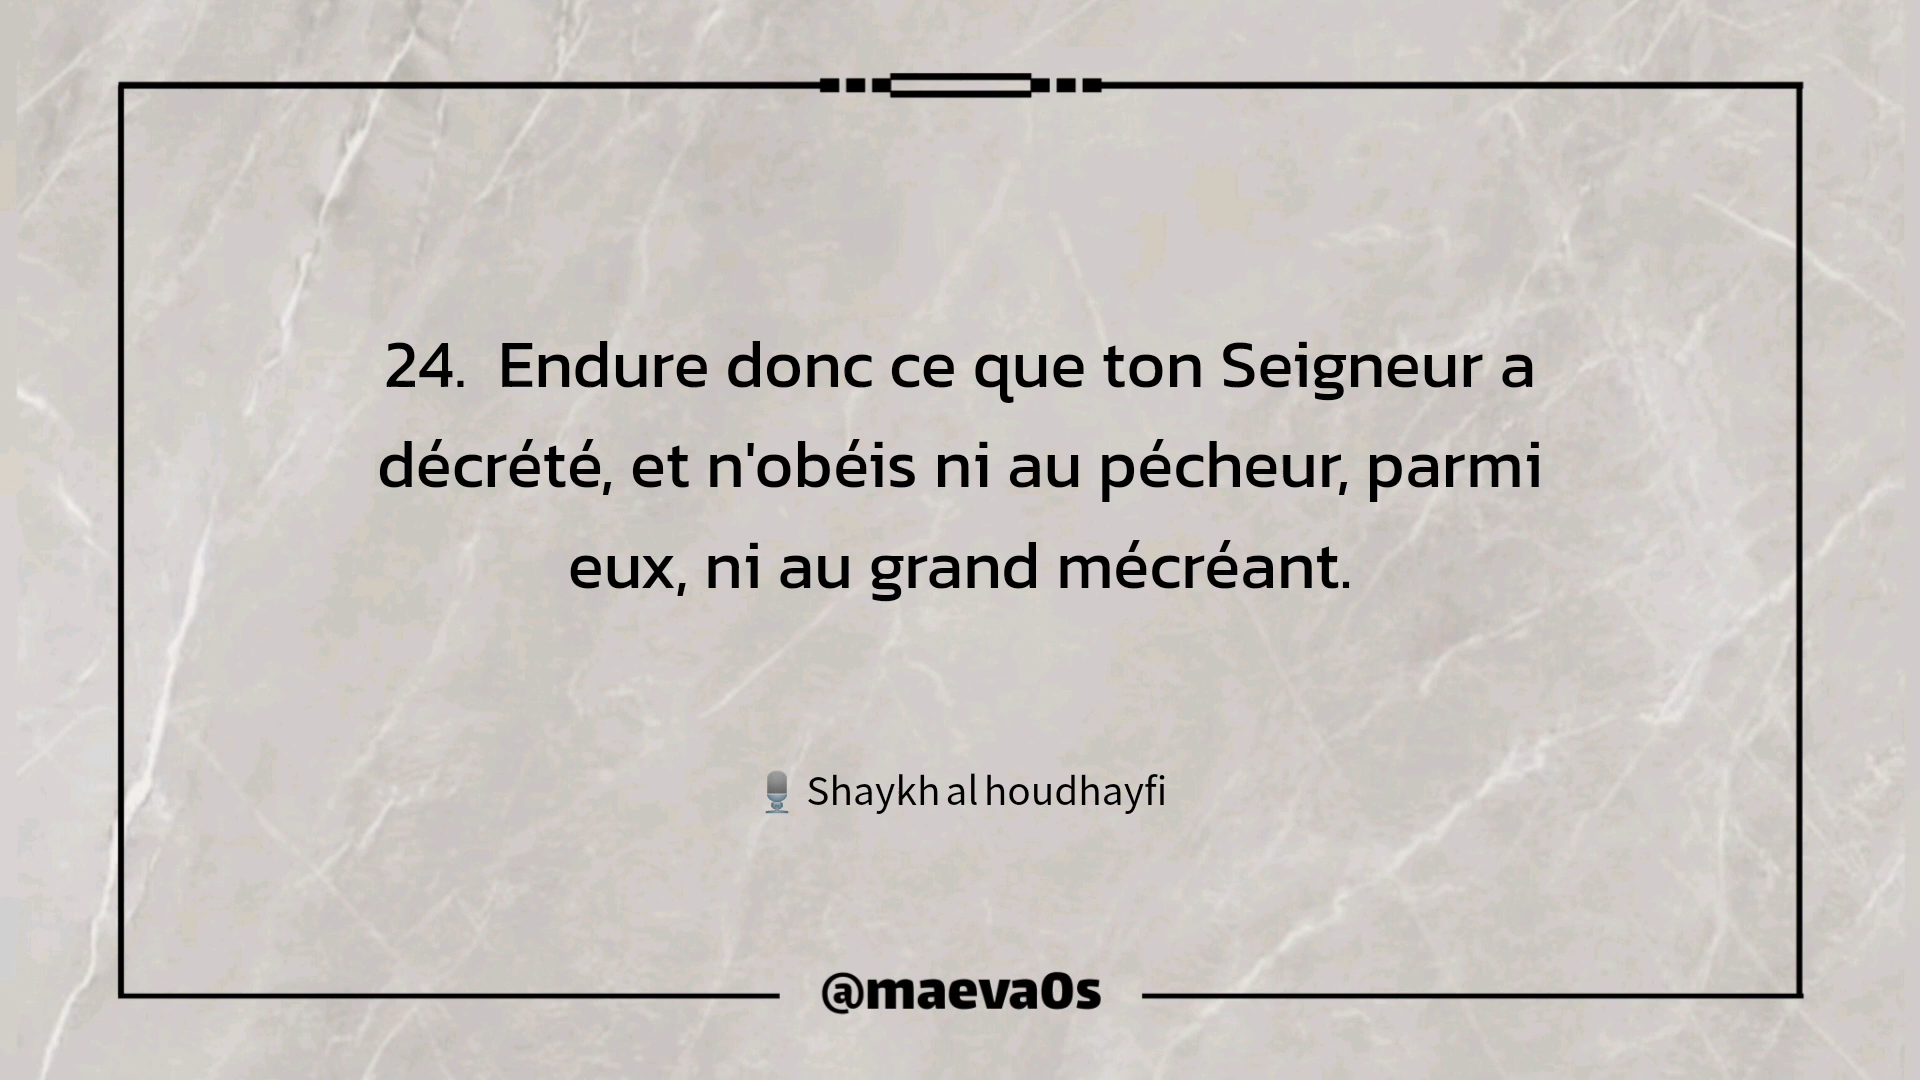 24.  Endure donc ce que ton Seigneur a
décrété, et n'obéis ni au pécheur, parmi
eux, ni au grand mécréant.
🎙️ Shaykh al houdhayfi
@maeva0s